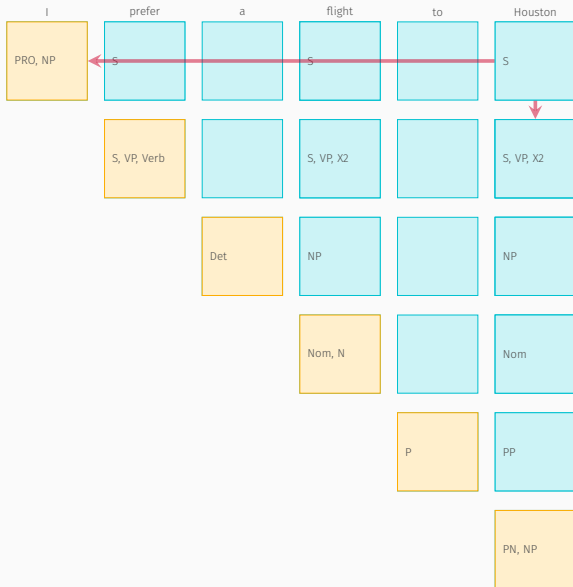 I prefer a flight to Houston
PRO, NP S S S
S, VP, Verb S, VP, X2 S, VP, X2
Det NP NP
Nom, N Nom
P PP
PN, NP